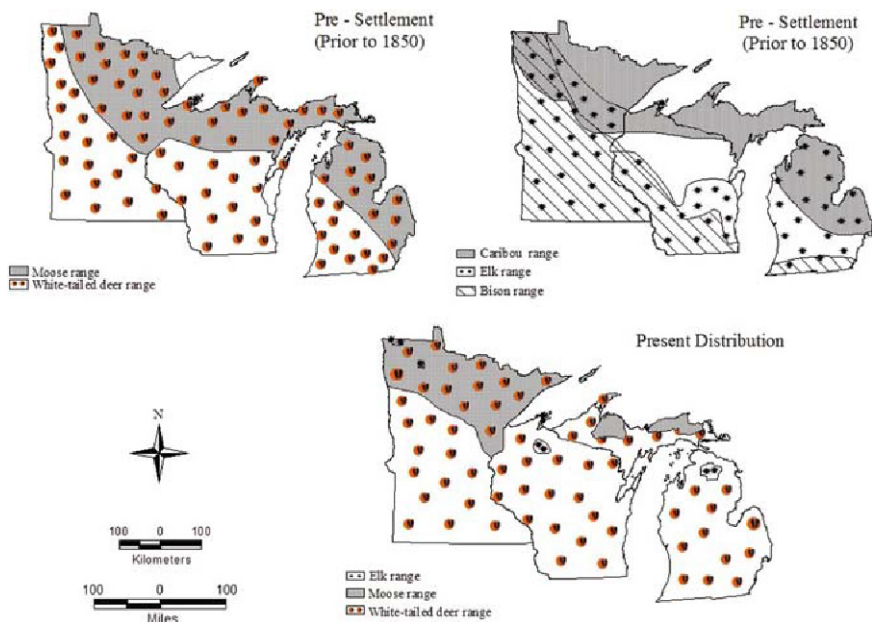 Pre - Settlement
(Prior to 1850)
Moose range
White-tailed deer range
Pre - Settlement
(Prior to 1850)
Caribou range
Elk range
Bison range
Present Distribution
N
100 0 100
Kilometers
100 0 100
Miles
Elk range
Moose range
White-tailed deer range